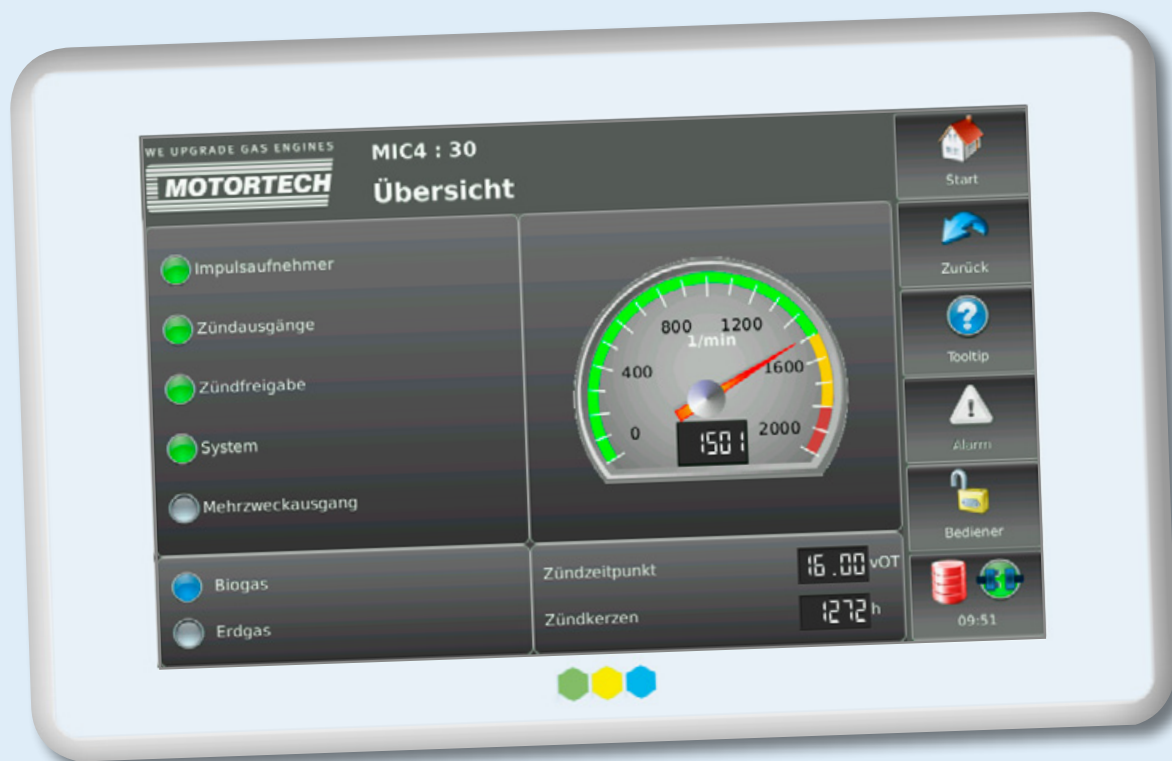 WE UPGRADE GAS ENGINES
MOTORTECH
MIC4 : 30
Übersicht
Impulsaufnehmer
Zündausgänge
Zündfreigabe
System
Mehrzweckausgang
Biogas
Erdgas
800 1200
1/min
400 1600
0 2000
1501
Zündzeitpunkt 16.00 vOT
Zündkerzen 1272 h
Start
Zurück
Tooltip
Alarm
Bediener
09:51